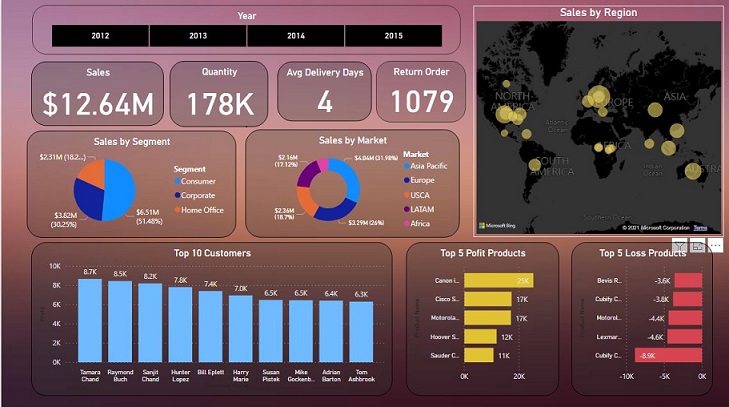 Year
2012
2013
2014
2015
Sales
$12.64M
Quantity
178K
Avg Delivery Days
4
Return Order
1079
Sales by Region
NORTH
AMERICA
EUROPE
ASIA
Atlantic
Ocean
AFRICA
SOUTH
AMERICA
Indian
Ocean
AUSTRA
Southern Ocean
Microsoft Bing
© 2021 Microsoft Corporation Terms
Sales by Segment
$2.31M (18.2...)
$3.82M
(30.25%)
$6.51M
(51.48%)
Segment
Consumer
Corporate
Home Office
Sales by Market
$2.16M
(17.12%)
$4.04M (31.98%)
$2.36M
(18.7%)
$3.29M (26%)
Market
Asia Pacific
Europe
USCA
LATAM
Africa
Top 10 Customers
10K
8K
6K
4K
2K
0K
8.7K
8.5K
8.2K
7.8K
7.4K
7.0K
6.5K
6.5K
6.4K
6.3K
Tamara
Chand
Raymond
Buch
Sanjit
Chand
Hunter
Lopez
Bill Eplett
Harry
Marie
Susan
Pistek
Mike
Gockenb...
Adrian
Barton
Tom
Ashbrook
Top 5 Pofit Products
Product Name
Canon i...
25K
Cisco S...
17K
Motorola...
17K
Hoover S...
12K
Sauder C...
11K
0K
20K
Top 5 Loss Products
Product Name
Bevis R...
-3.6K
Cubify C...
-3.8K
Motorol...
-4.4K
Lexmar...
-4.6K
Cubify C...
-8.9K
-10K
-5K
0K